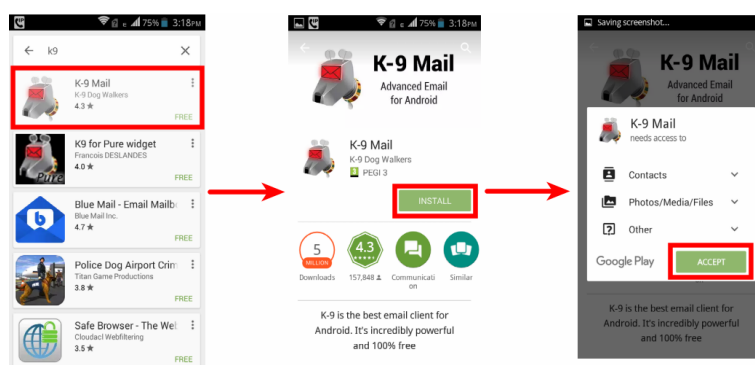 75% 3:18PM
k9
K-9 Mail
K-9 Dog Walkers
4.3 ★
FREE
K9 for Pure widget
Francois DESLANDES
4.0 ★
FREE
Pure
Blue Mail - Email Mailb
Blue Mail Inc.
4.7 ★
FREE
Police Dog Airport Crim
Titan Game Productions
3.8 ★
FREE
Safe Browser - The Wel
Cloudacl Webfiltering
3.5 ★
FREE
75% 3:18PM
K-9 Mail
Advanced Email
for Android
K-9 Mail
K-9 Dog Walkers
PEGI 3
INSTALL
5
MILLION
Downloads
4.3
157,848
Communicati
on
Similar
K-9 is the best email client for
Android. It's incredibly powerful
and 100% free
Saving screenshot...
K-9 Mail
Advanced Email
for Android
K-9 Mail
needs access to
Contacts
Photos/Media/Files
Other
Google Play
ACCEPT
K-9 is the best email client for
Android. It's incredibly powerful
and 100% free